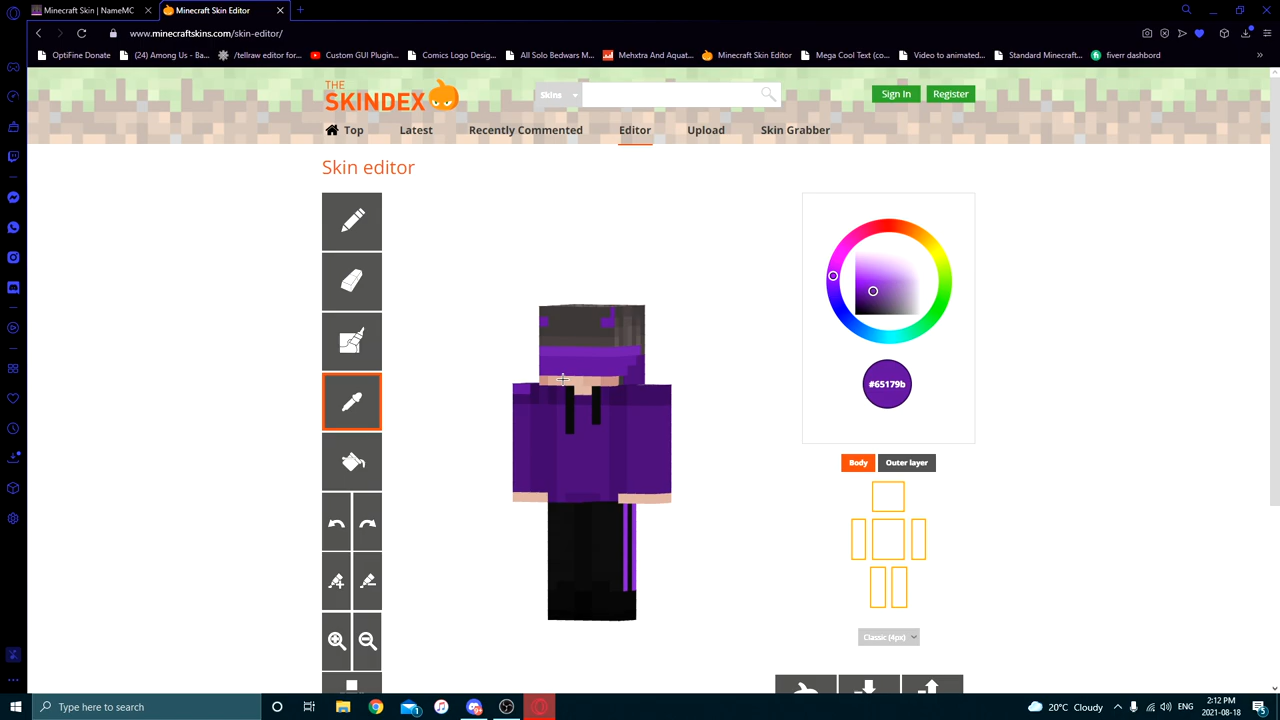 Minecraft Skin | NameMC
Minecraft Skin Editor
www.minecraftskins.com/skin-editor/
OptiFine Donate
(24) Among Us - Ba...
/tellraw editor for...
Custom GUI Plugin...
Comics Logo Design...
All Solo Bedwars M...
Mehxtra And Aquat...
Minecraft Skin Editor
Mega Cool Text (co...
Video to animated...
Standard Minecraft...
fiverr dashbord
THE
SKINDEX
Skins
Sign In
Register
Top
Latest
Recently Commented
Editor
Upload
Skin Grabber
Skin editor
#65179b
Body
Outer layer
Classic (4px)
Type here to search
1
20°C Cloudy
ENG
2:12 PM
2021-08-18
5